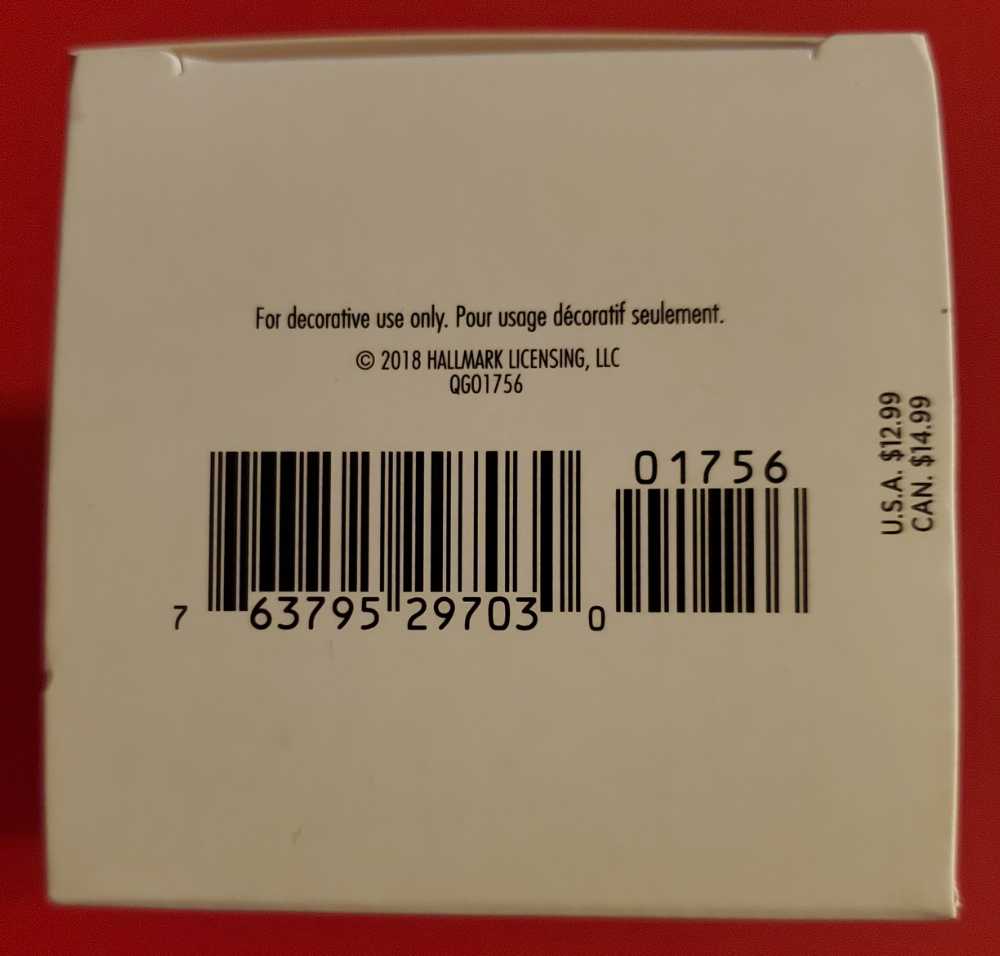 For decorative use only. Pour usage décoratif seulement.
© 2018 HALLMARK LICENSING, LLC
QGO1756
01756
7 63795 29703 0
U.S.A. $12.99
CAN. $14.99